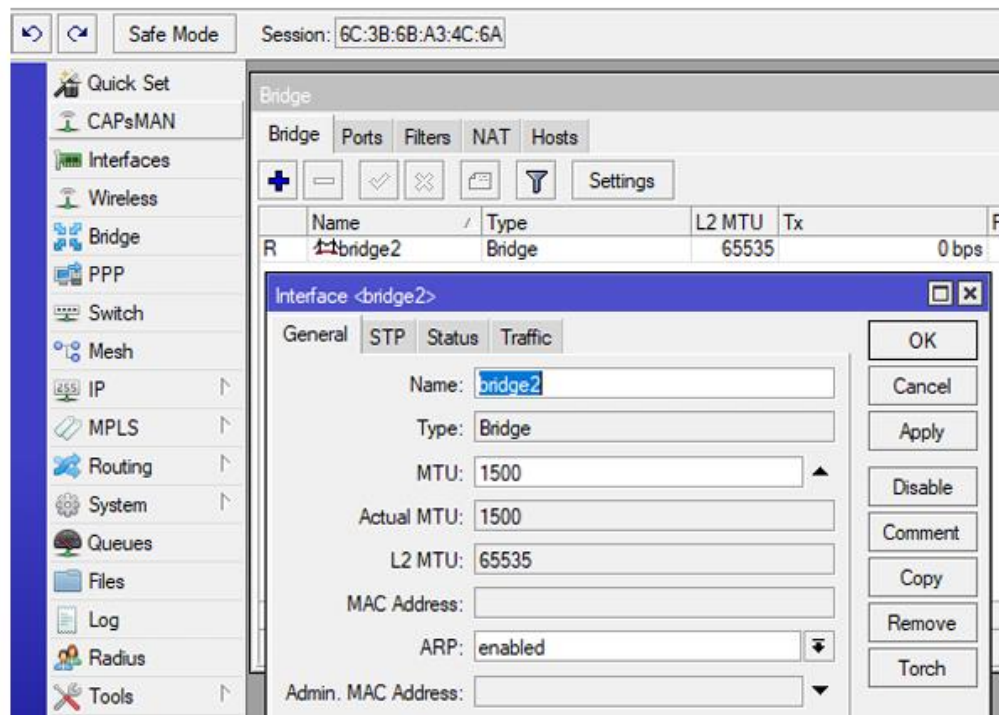 Safe Mode Session: 6C:3B:6B:A3:4C:6A
Quick Set
CAPsMAN
Interfaces
Wireless
Bridge
PPP
Switch
Mesh
255 IP
MPLS
Routing
System
Queues
Files
Log
Radius
Tools
Bridge
Bridge Ports Filters NAT Hosts
Settings
Name / Type L2 MTU Tx
R bridge2 Bridge 65535 0 bps
Interface <bridge2>
General STP Status Traffic
Name: bridge2
Type: Bridge
MTU: 1500
Actual MTU: 1500
L2 MTU: 65535
MAC Address:
ARP: enabled
Admin. MAC Address:
OK
Cancel
Apply
Disable
Comment
Copy
Remove
Torch